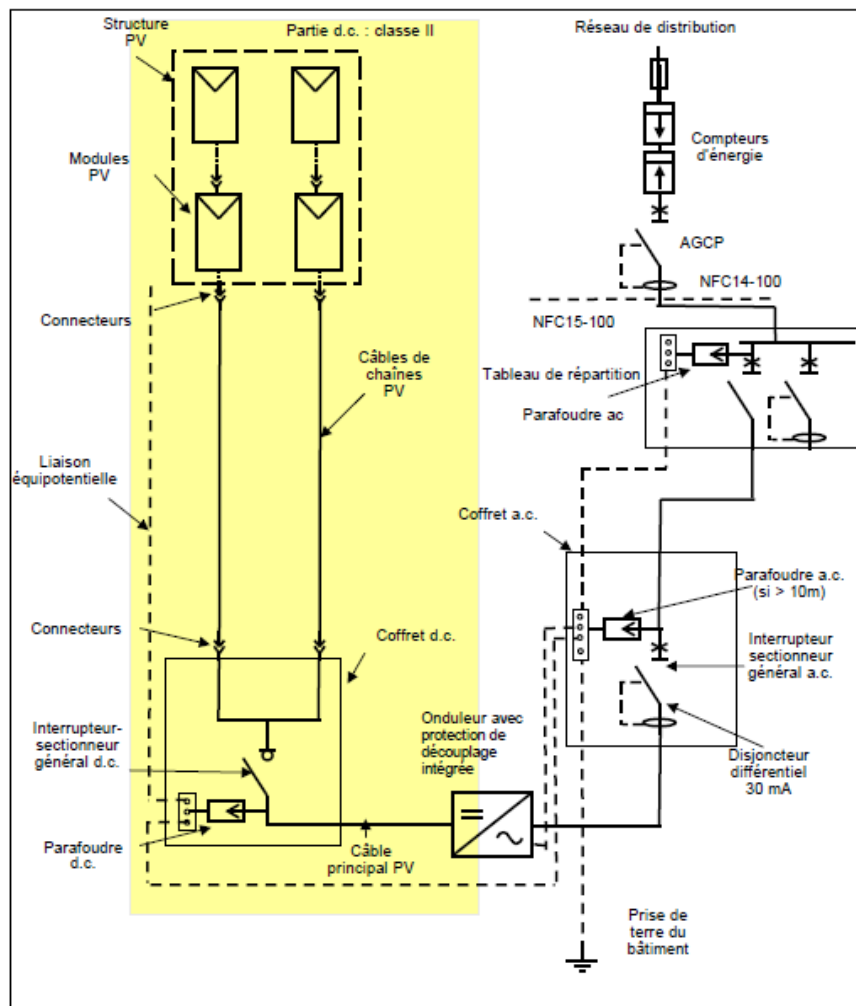 Structure
PV
Partie d.c. : classe II
Réseau de distribution
Modules
PV
Compteurs
d'énergie
AGCP
NFC14-100
NFC15-100
Connecteurs
Câbles de
chaînes
PV
Tableau de répartition
Parafoudre ac
Liaison
équipotentielle
Coffret a.c.
Parafoudre a.c.
(si > 10m)
Connecteurs
Coffret d.c.
Interrupteur
sectionneur
général a.c.
Interrupteur-
sectionneur
général d.c.
Onduleur avec
protection de
découplage
intégrée
Disjoncteur
différentiel
30 mA
Parafoudre
d.c.
Câble
principal PV
Prise de
terre du
bâtiment